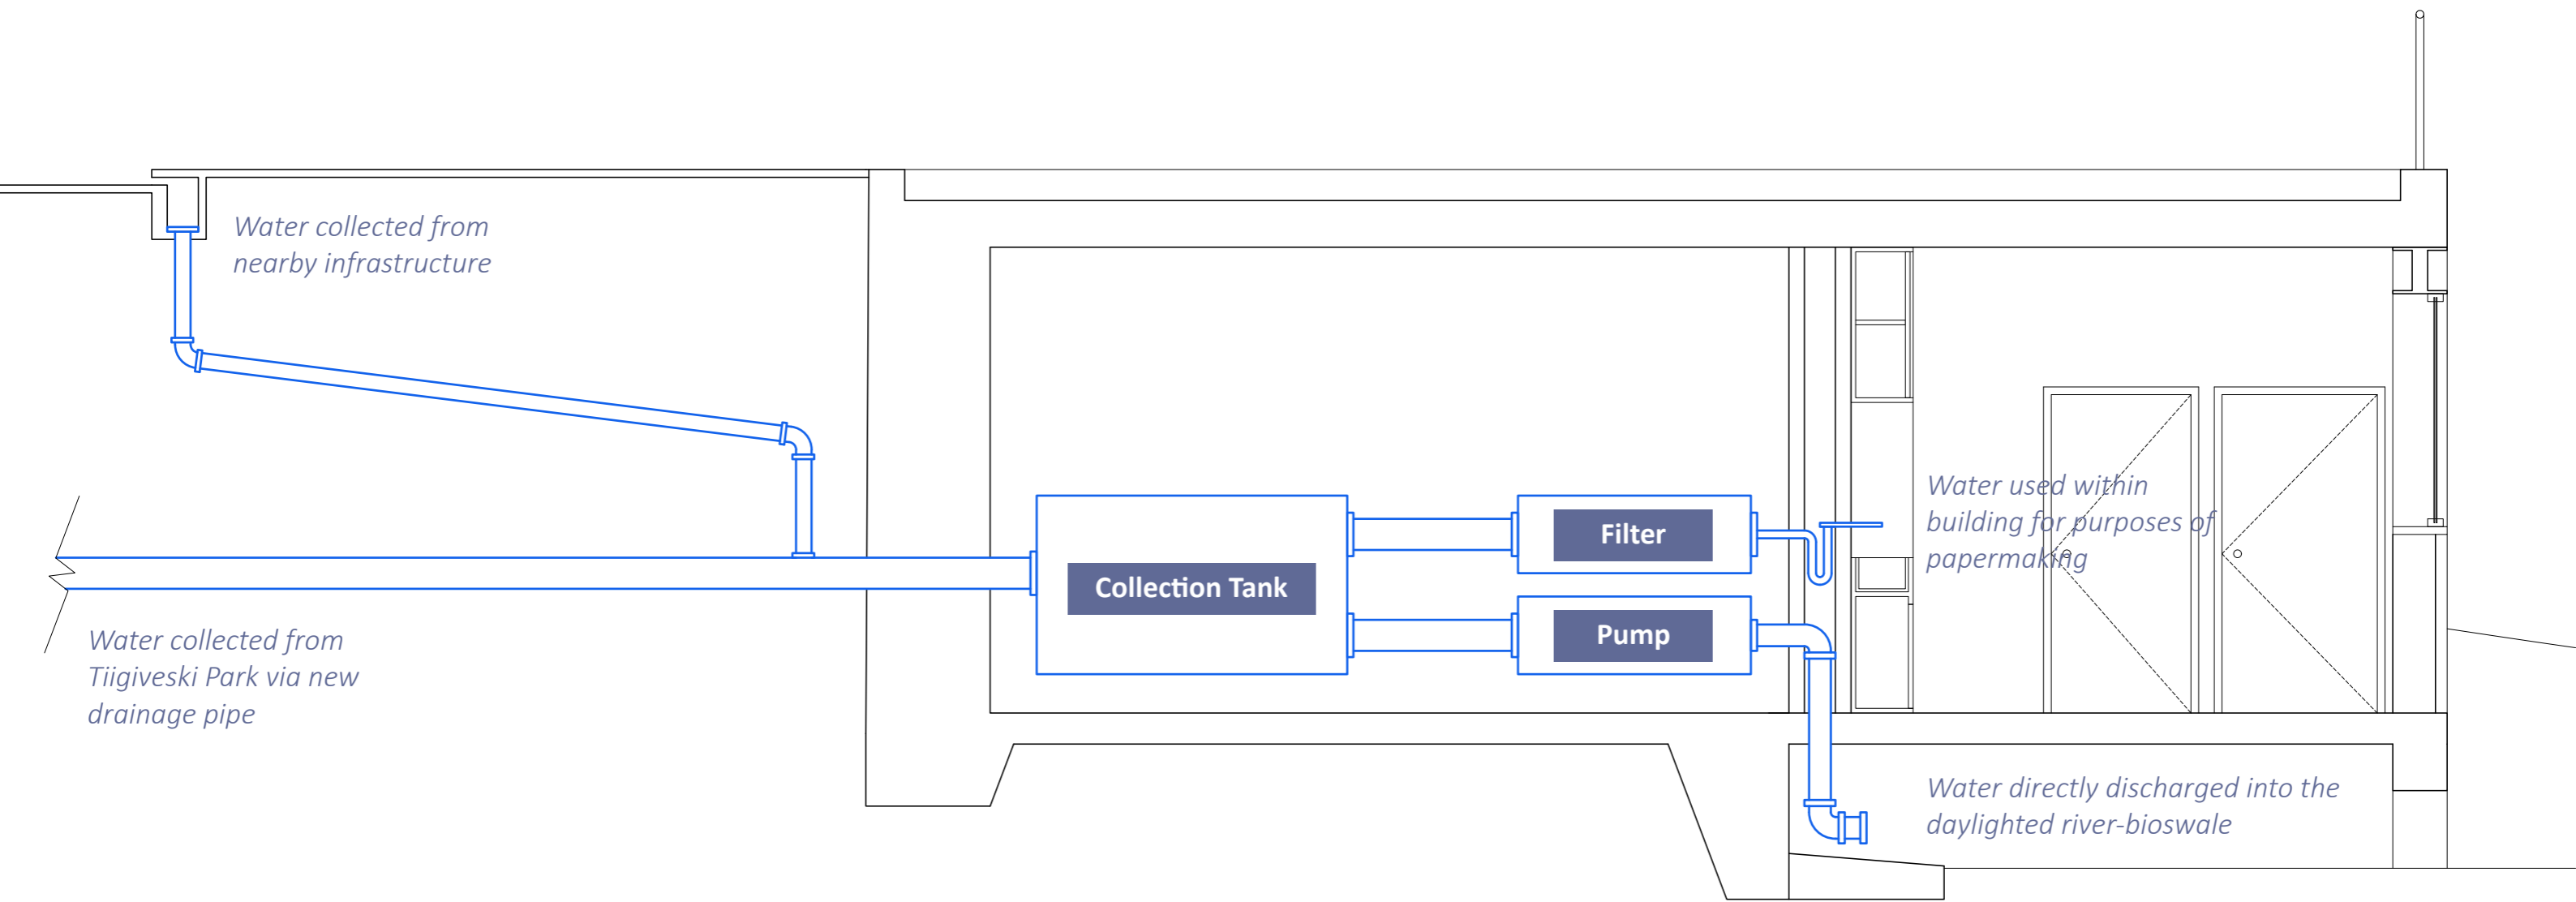 Water collected from
nearby infrastructure
Water collected from
Tiigiveski Park via new
drainage pipe
Collection Tank
Filter
Pump
Water used within
building for purposes of
papermaking
Water directly discharged into the
daylighted river-bioswale